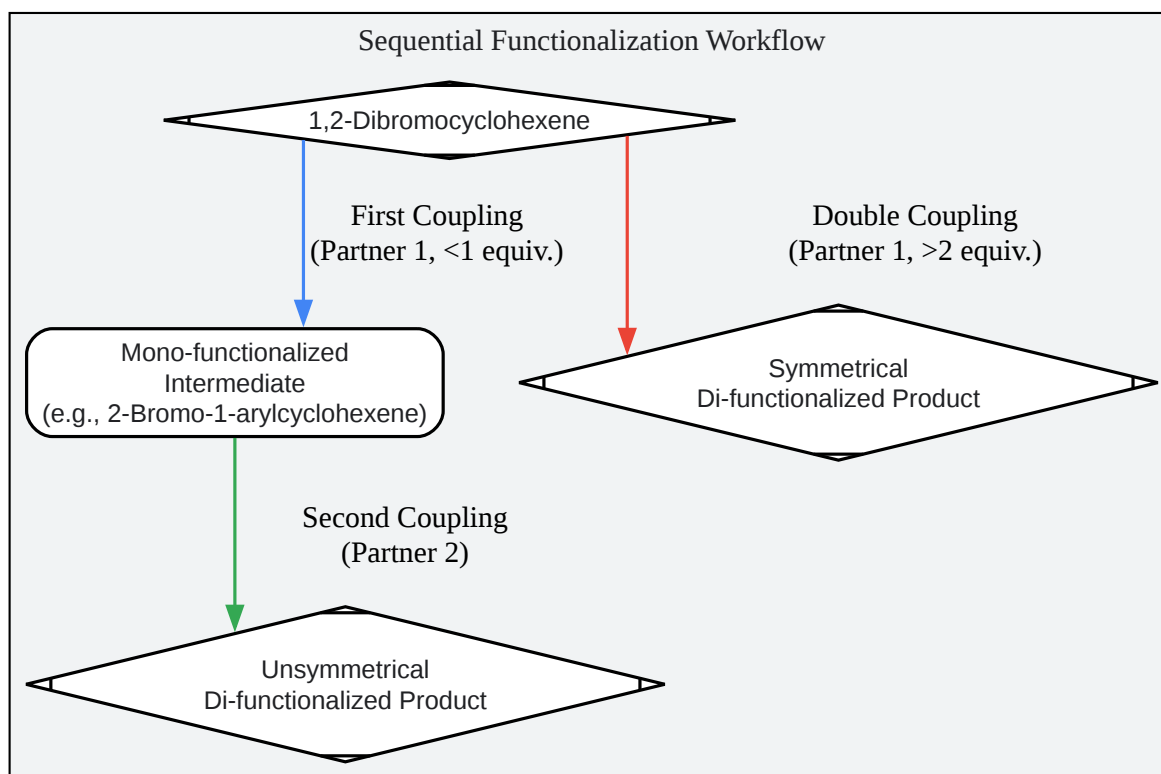 Sequential Functionalization Workflow
1,2-Dibromocyclohexene
First Coupling
(Partner 1, <1 equiv.)
Double Coupling
(Partner 1, >2 equiv.)
Mono-functionalized
Intermediate
(e.g., 2-Bromo-1-arylcyclohexene)
Symmetrical
Di-functionalized Product
Second Coupling
(Partner 2)
Unsymmetrical
Di-functionalized Product